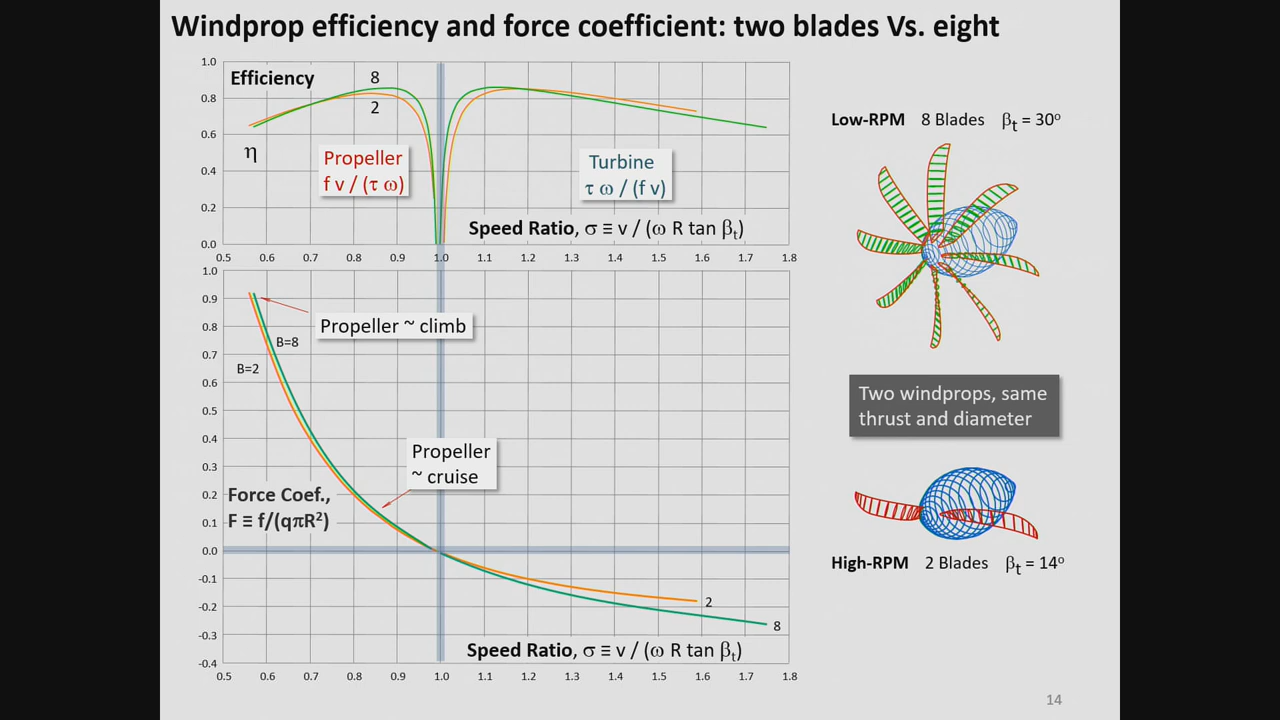 Windprop efficiency and force coefficient: two blades Vs. eight
1.0
0.8
0.6
0.4
0.2
0.0
Efficiency
8
2
η
Propeller
f v / (τ ω)
Turbine
τ ω / (f v)
Speed Ratio, σ ≡ v / (ω R tan βt)
0.5 0.6 0.7 0.8 0.9 1.0 1.1 1.2 1.3 1.4 1.5 1.6 1.7 1.8
1.0
0.9
0.8
0.7
0.6
0.5
0.4
0.3
0.2
0.1
0.0
-0.1
-0.2
-0.3
-0.4
Propeller ~ climb
B=8
B=2
Propeller
~ cruise
Force Coef.,
F ≡ f/(qπR²)
2
8
Speed Ratio, σ ≡ v / (ω R tan βt)
0.5 0.6 0.7 0.8 0.9 1.0 1.1 1.2 1.3 1.4 1.5 1.6 1.7 1.8
Low-RPM 8 Blades βt = 30º
Two windprops, same
thrust and diameter
High-RPM 2 Blades βt = 14º
14